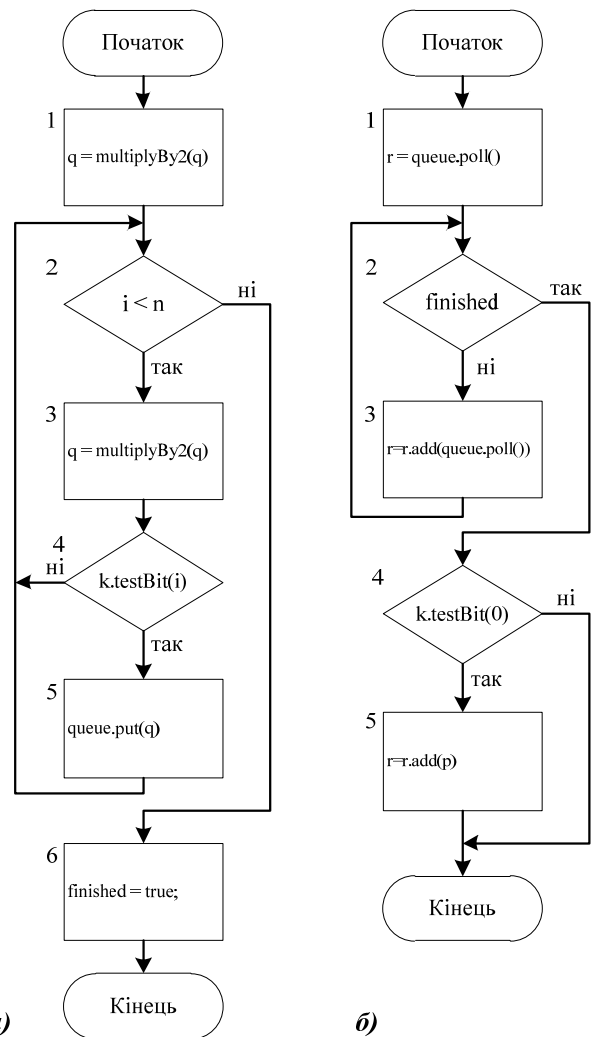 Початок
1
q = multiplyBy2(q)
2
i < n
ні
так
3
q = multiplyBy2(q)
4
ні
k.testBit(i)
так
5
queue.put(q)
6
finished = true;
Кінець
)
Початок
1
r = queue.poll()
2
finished
так
ні
3
r=r.add(queue.poll())
4
k.testBit(0)
ні
так
5
r=r.add(p)
Кінець
б)